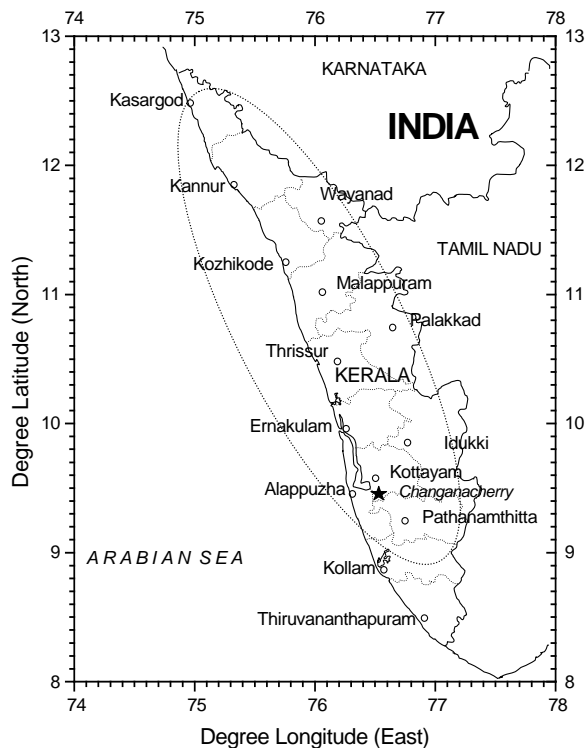 74 75 76 77 78
13
KARNATAKA
Kasargod
INDIA
12 12
Kannur
Wayanad
TAMIL NADU
Kozhikode
Malappuram
11 11
Palakkad
Thrissur
KERALA
10 10
Ernakulam
Idukki
Kottayam
Alappuzha
Changanacherry
Pathanamthitta
9 9
ARABIAN SEA
Kollam
Thiruvananthapuram
8 8
74 75 76 77 78
13
Degree Latitude (North)
Degree Longitude (East)